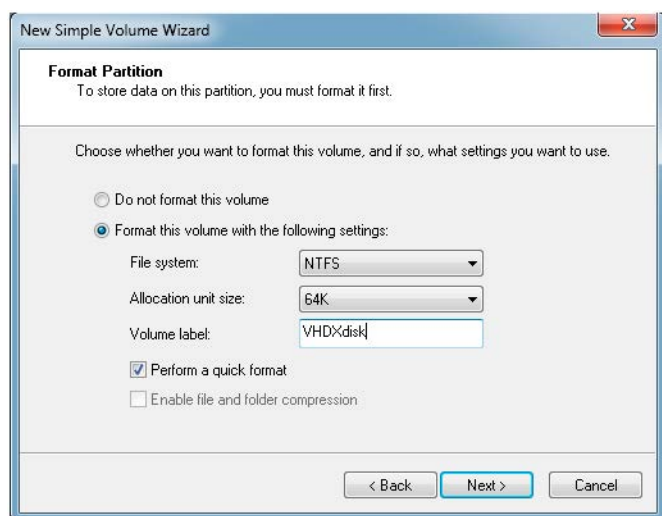 New Simple Volume Wizard
Format Partition
To store data on this partition, you must format it first.
Choose whether you want to format this volume, and if so, what settings you want to use.
Do not format this volume
Format this volume with the following settings:
File system: NTFS
Allocation unit size: 64K
Volume label: VHDXdisk
Perform a quick format
Enable file and folder compression
< Back Next > Cancel